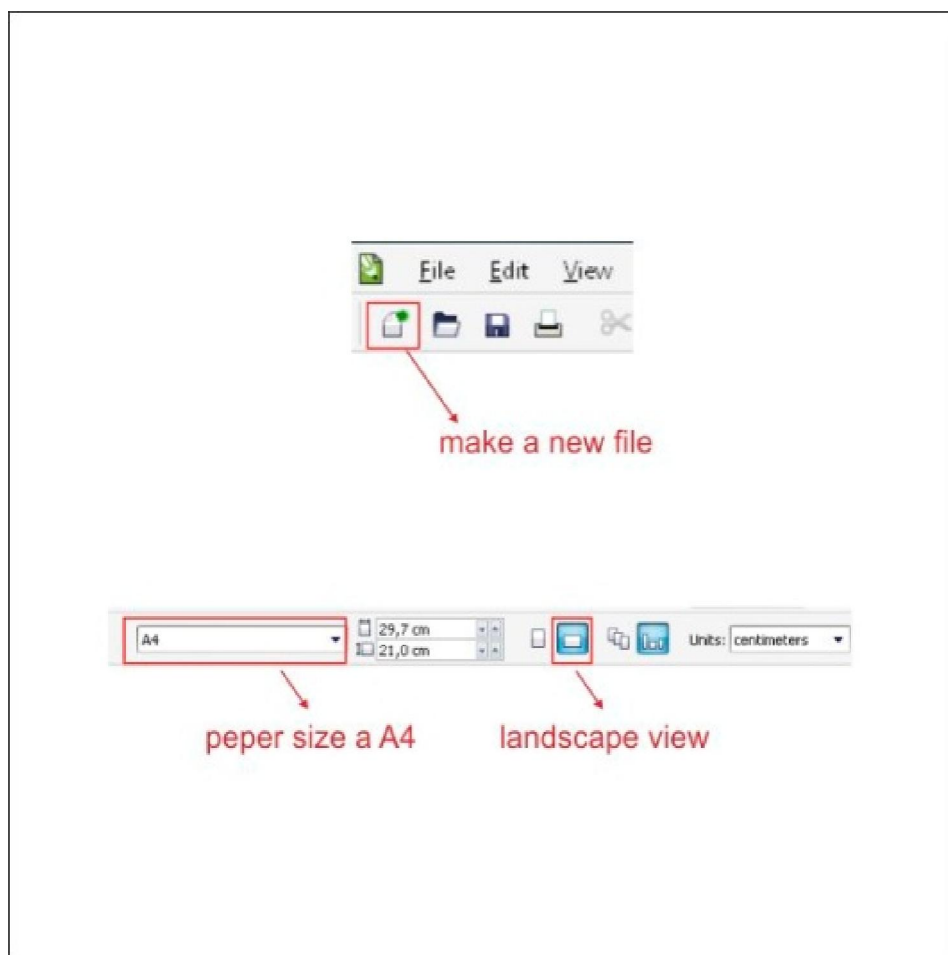 File Edit View
make a new file
A4
29,7 cm
21,0 cm
Units: centimeters
peper size a A4
landscape view